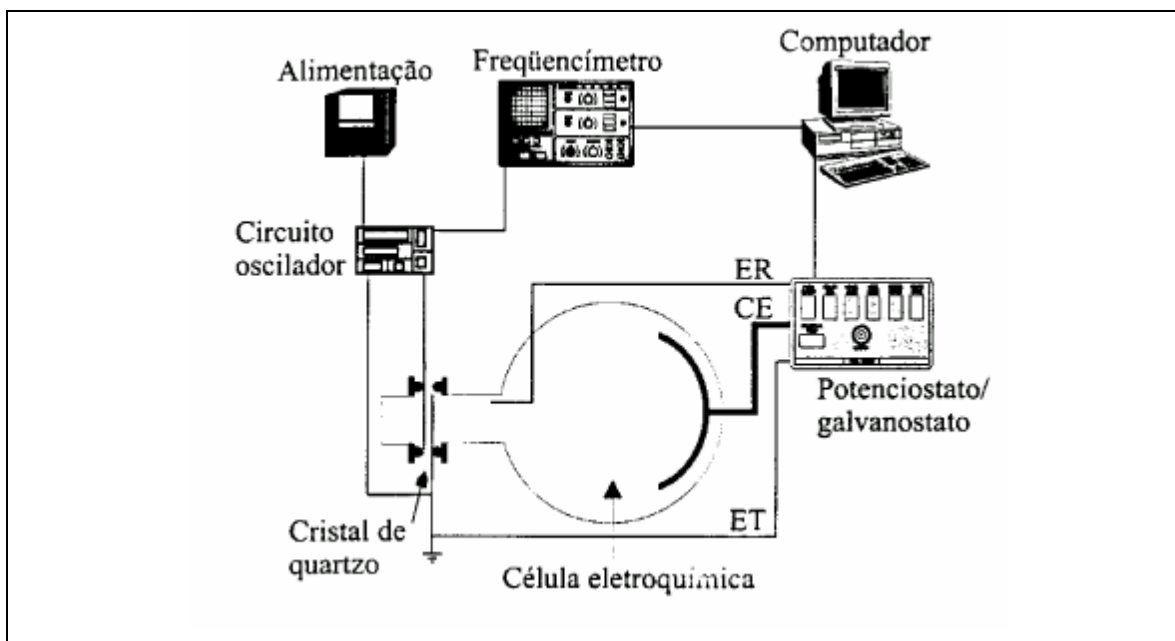 Alimentação
Freqüencímetro
Computador
Circuito
oscilador
ER
CE
Potenciostato/
galvanostato
ET
Cristal de
quartzo
Célula eletroquímica